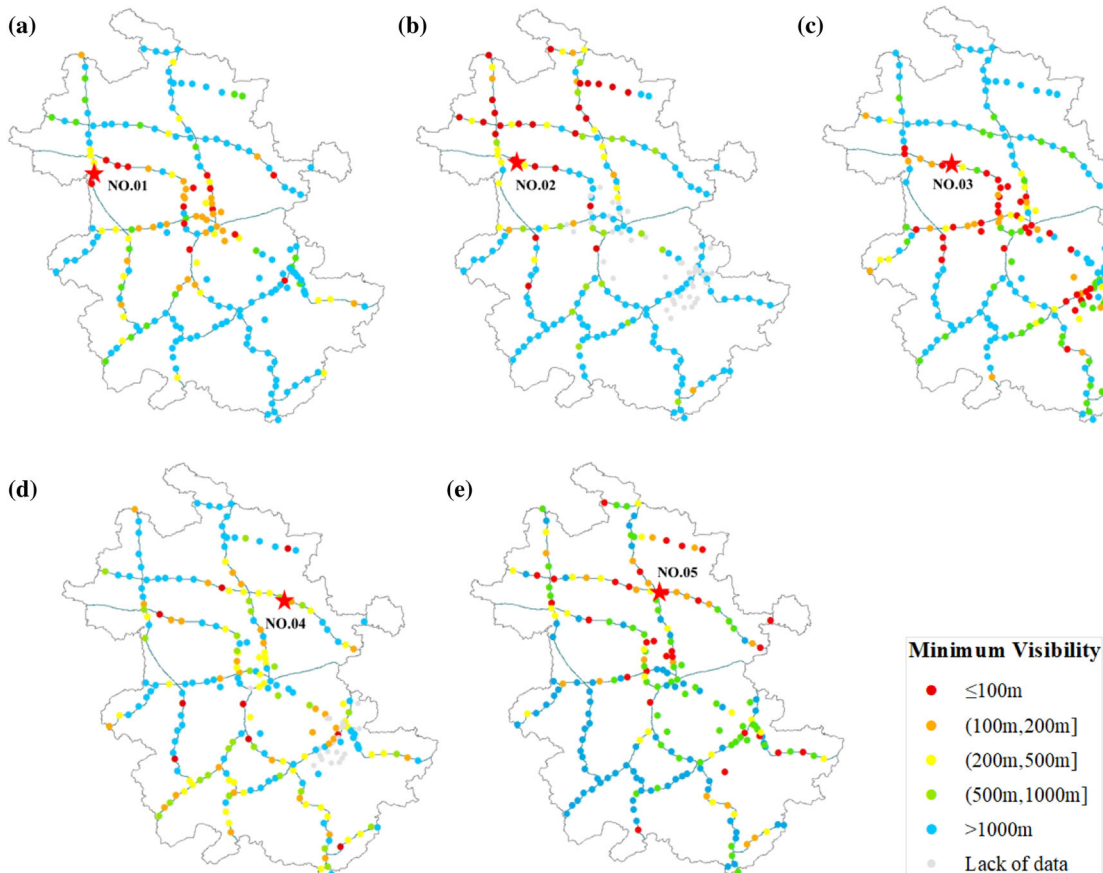 (a)
(b)
(c)
NO.01
NO.02
NO.03
(d)
(e)
NO.04
NO.05
Minimum Visibility
≤100m
(100m,200m]
(200m,500m]
(500m,1000m]
>1000m
Lack of data